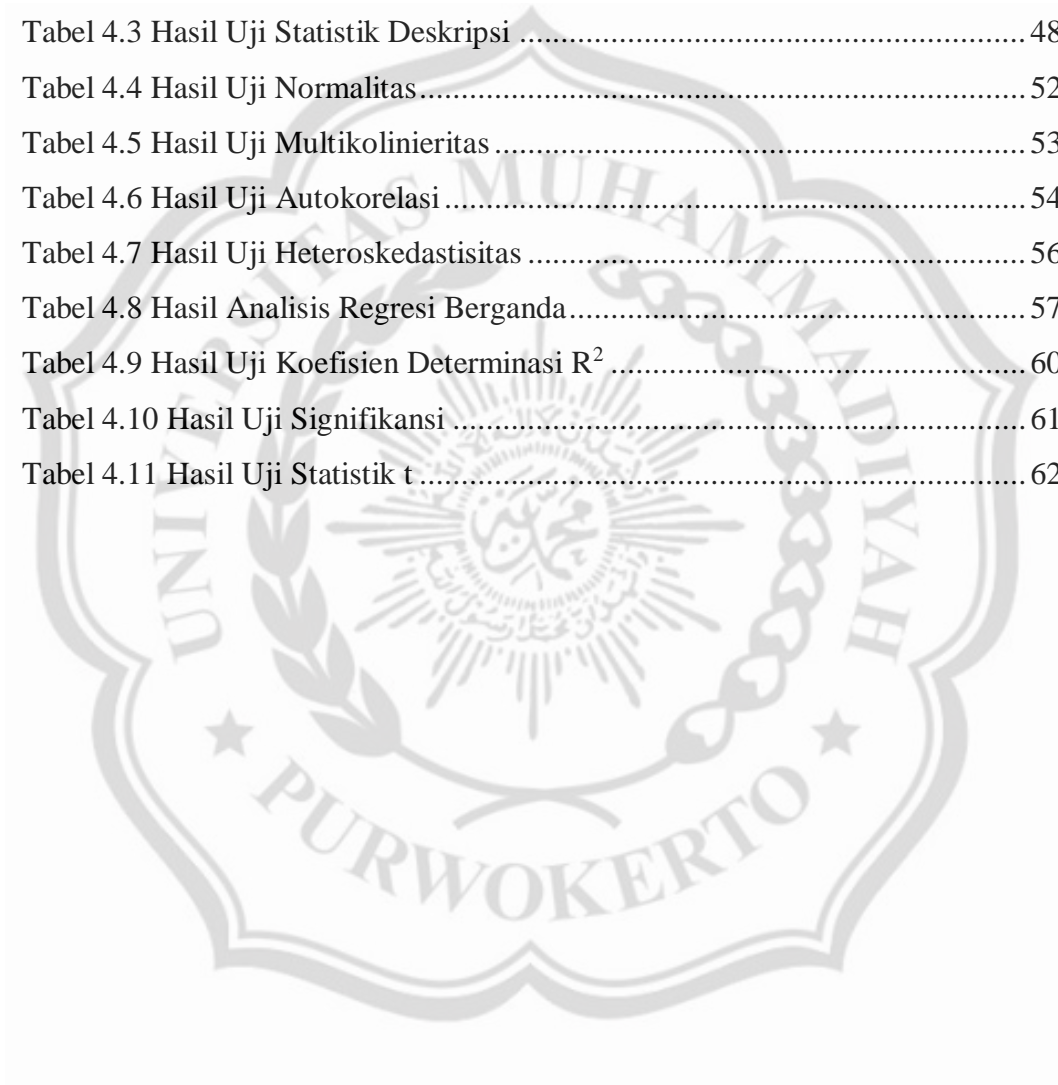 Tabel 4.3 Hasil Uji Statistik Deskripsi ........................................ 48
Tabel 4.4 Hasil Uji Normalitas ........................................ 52
Tabel 4.5 Hasil Uji Multikolinieritas ........................................ 53
Tabel 4.6 Hasil Uji Autokorelasi ........................................ 54
Tabel 4.7 Hasil Uji Heteroskedastisitas ........................................ 56
Tabel 4.8 Hasil Analisis Regresi Berganda ........................................ 57
Tabel 4.9 Hasil Uji Koefisien Determinasi R² ........................................ 60
Tabel 4.10 Hasil Uji Signifikansi ........................................ 61
Tabel 4.11 Hasil Uji Statistik t ........................................ 62
UNIVERSITAS MUHAMMADIYAH
PURWOKERTO